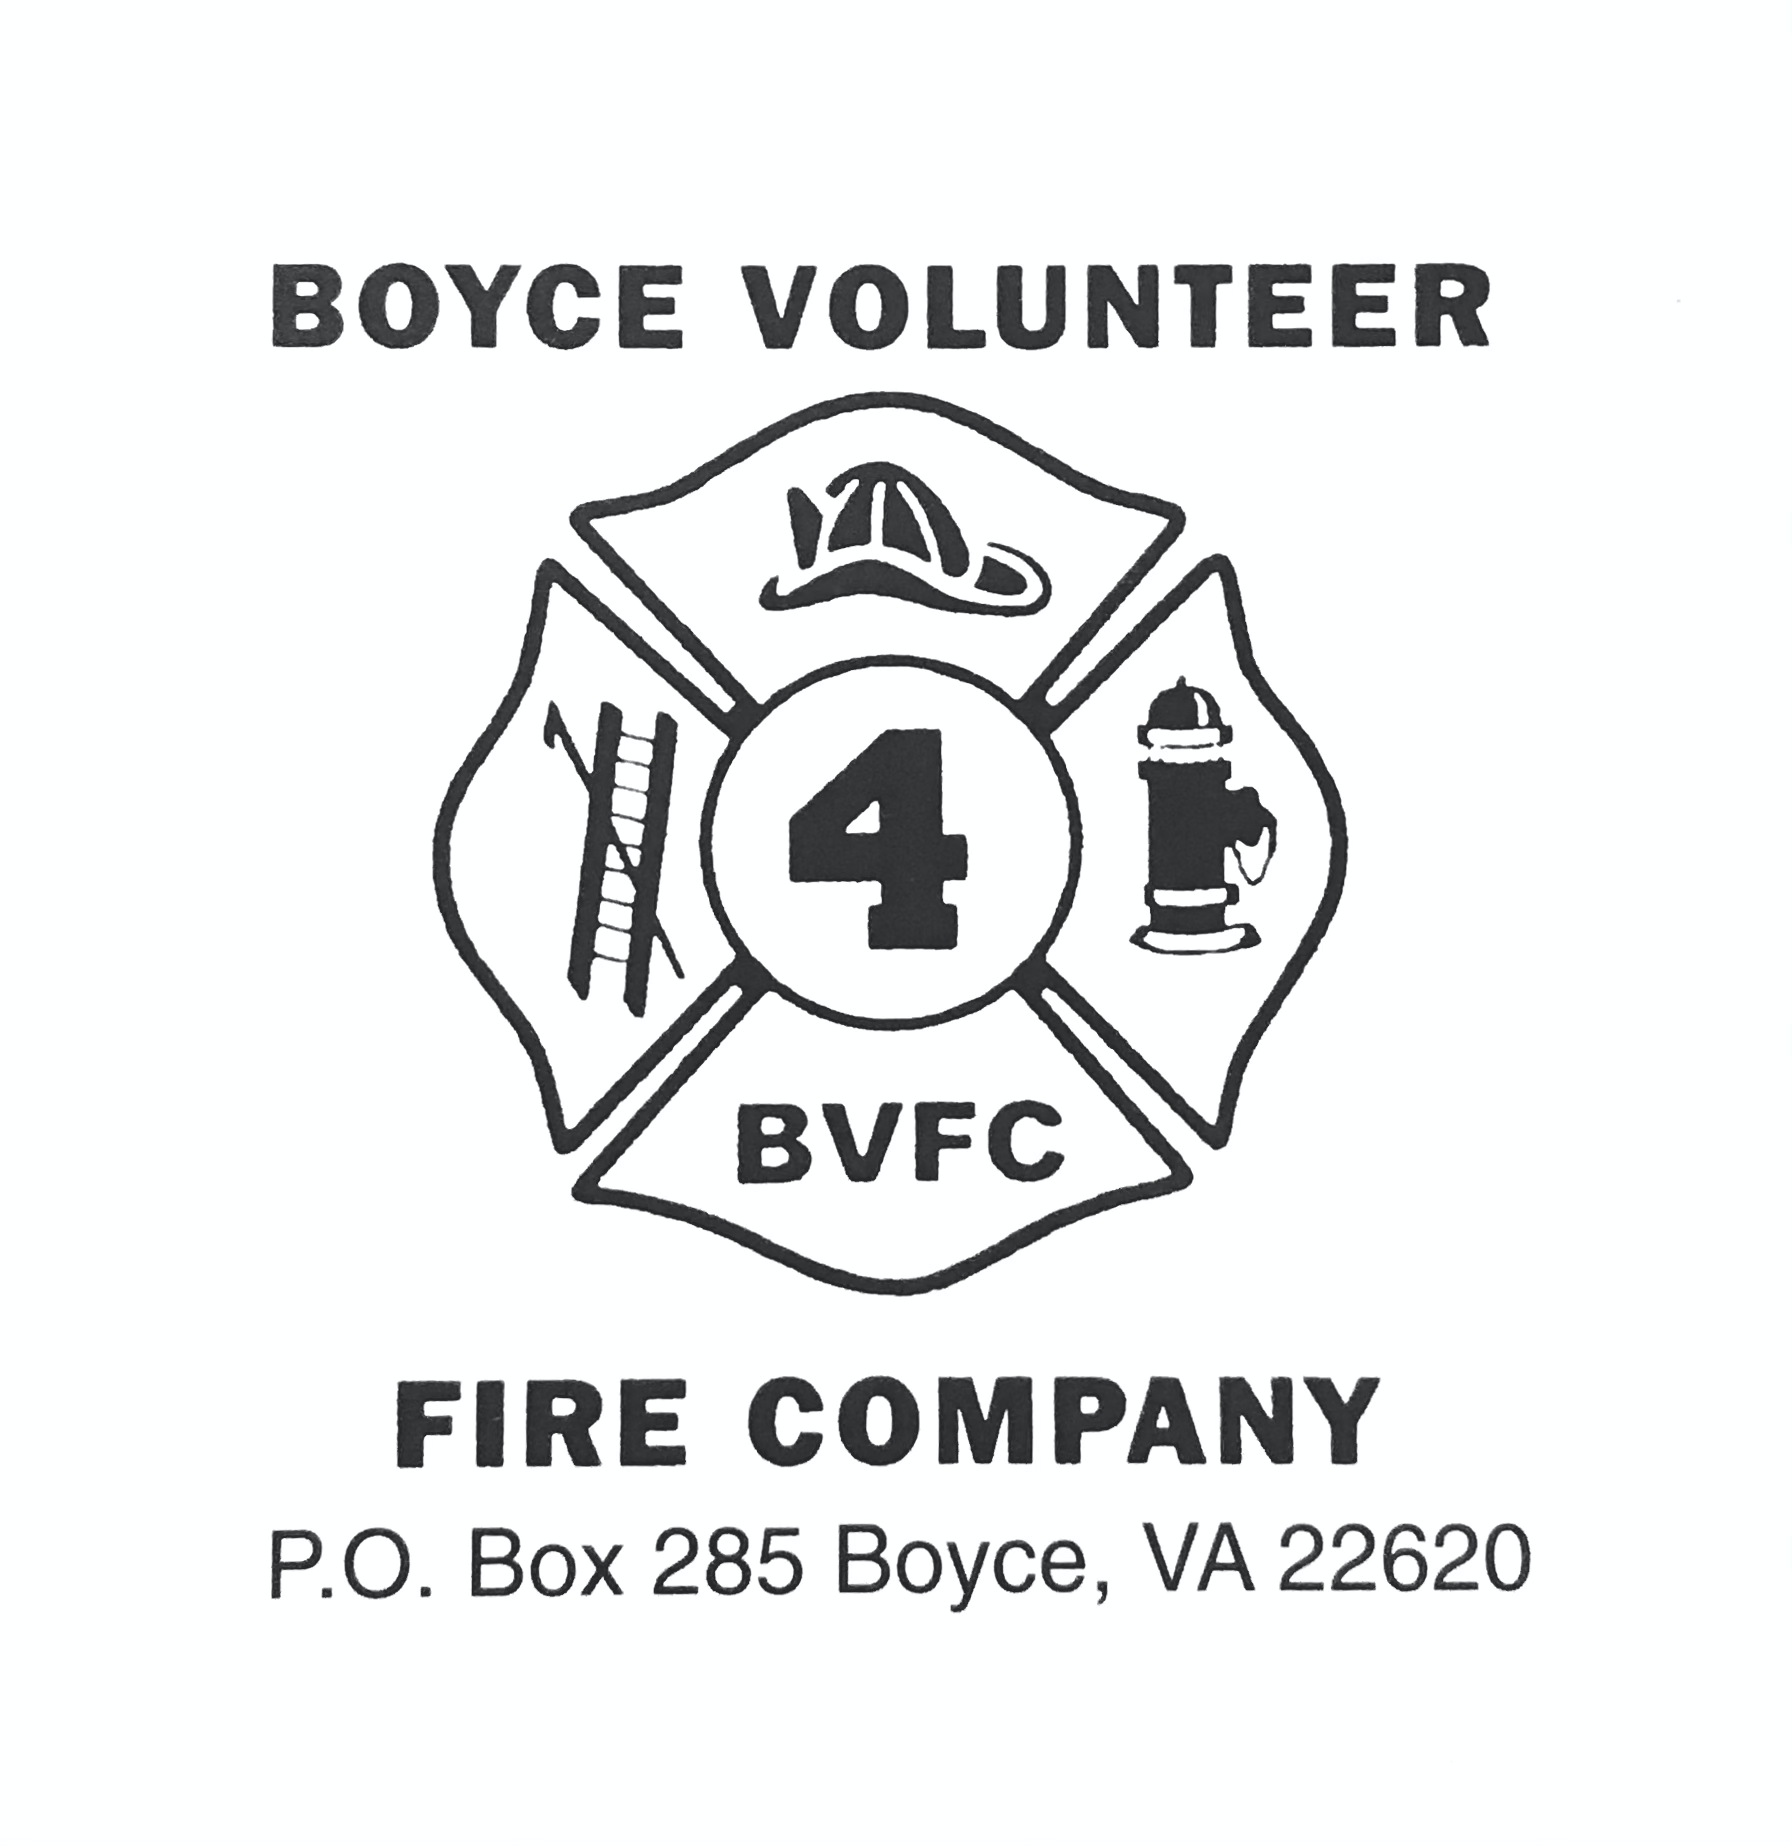 BOYCE VOLUNTEER
4
BVFC
FIRE COMPANY
P.O. Box 285 Boyce, VA 22620